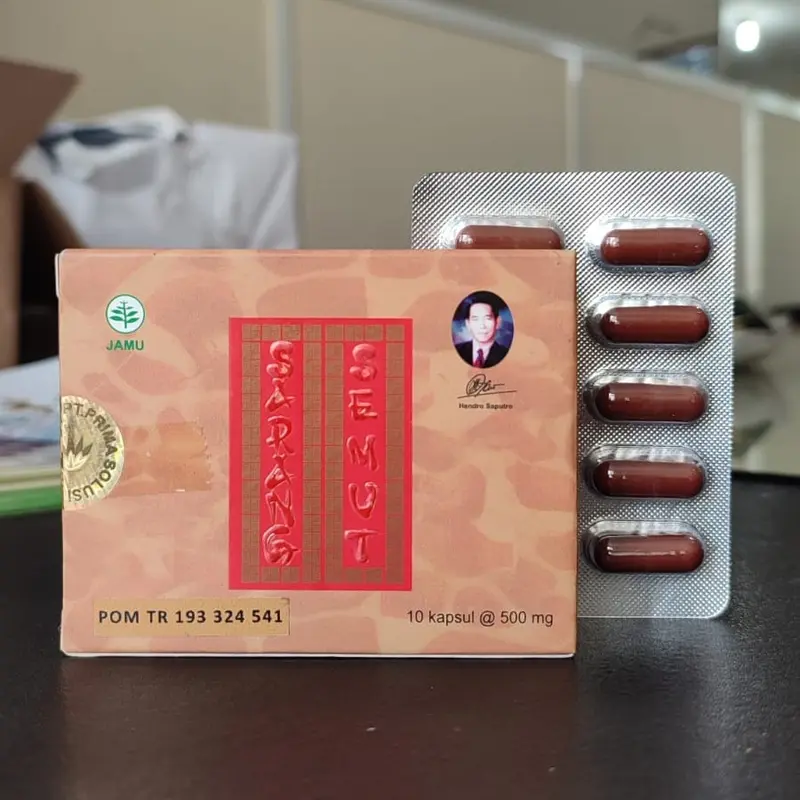 JAMU
SARANG
SEMUT
Hendro Saputro
PT.PRIMA SOLUSI
POM TR 193 324 541
10 kapsul @ 500 mg